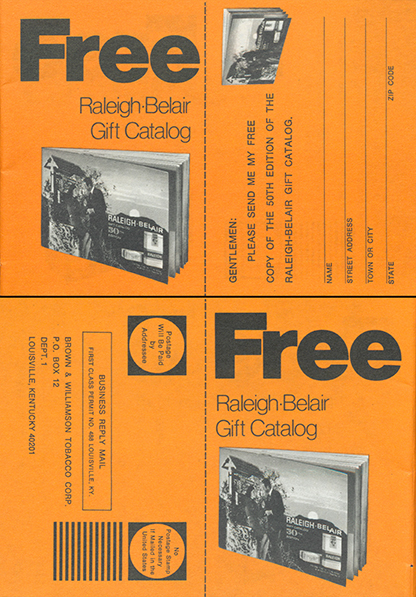 Free
Raleigh·Belair
Gift Catalog
RALEIGH·BELAIR
50
GENTLEMEN:
PLEASE SEND ME MY FREE
COPY OF THE 50TH EDITION OF THE
RALEIGH-BELAIR GIFT CATALOG.
NAME
STREET ADDRESS
TOWN OR CITY
STATE ZIP CODE
Postage
Will Be Paid
by
Addressee
No
Postage Stamp
Necessary
If Mailed in the
United States
BUSINESS REPLY MAIL
FIRST CLASS PERMIT NO. 488 LOUISVILLE, KY.
BROWN & WILLIAMSON TOBACCO CORP.
P.O. BOX 12
DEPT. 1
LOUISVILLE, KENTUCKY 40201
Free
Raleigh·Belair
Gift Catalog
RALEIGH·BELAIR
50